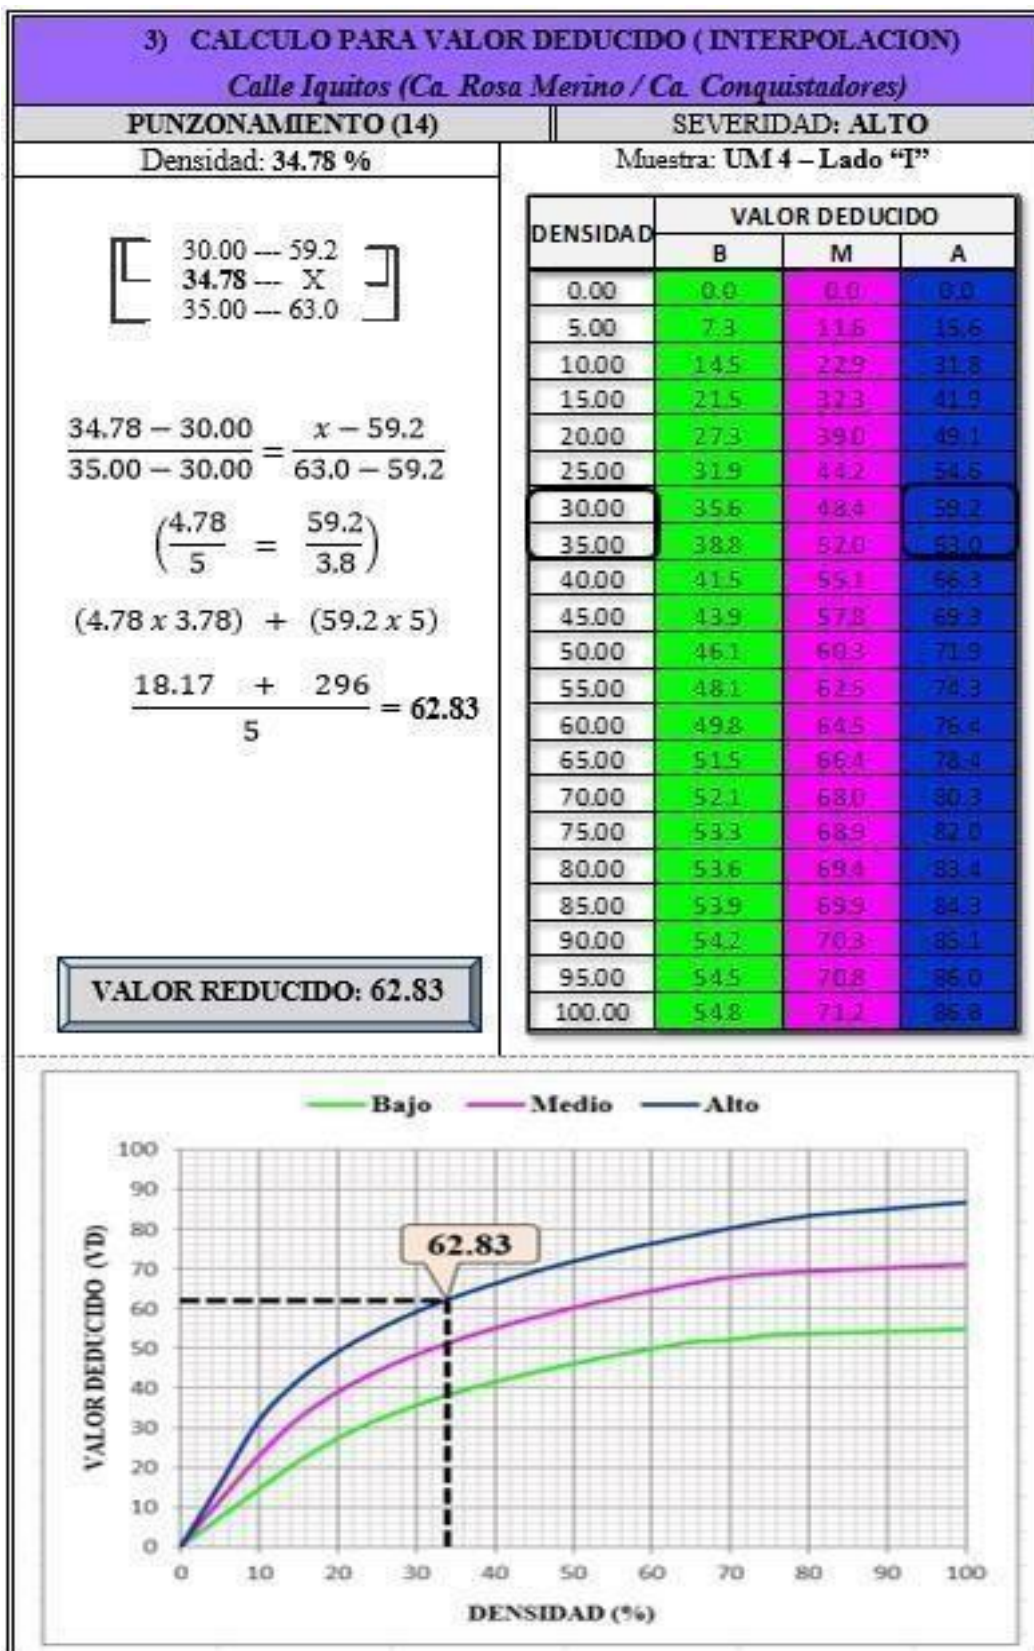 3) CALCULO PARA VALOR DEDUCIDO ( INTERPOLACION)
Calle Iquitos (Ca. Rosa Merino / Ca. Conquistadores)
PUNZONAMIENTO (14) SEVERIDAD: ALTO
Densidad: 34.78 % Muestra: UM 4 – Lado “I”
30.00 --- 59.2
34.78 --- X
35.00 --- 63.0
34.78 − 30.00 / 35.00 − 30.00 = x − 59.2 / 63.0 − 59.2
(4.78 / 5 = 59.2 / 3.8)
(4.78 x 3.78) + (59.2 x 5)
18.17 + 296 / 5 = 62.83
VALOR REDUCIDO: 62.83
DENSIDAD VALOR DEDUCIDO
B M A
0.00 0.0 0.0 0.0
5.00 7.3 11.6 15.6
10.00 14.5 22.9 31.8
15.00 21.5 32.3 41.9
20.00 27.3 39.0 49.1
25.00 31.9 44.2 54.6
30.00 35.6 48.4 59.2
35.00 38.8 52.0 63.0
40.00 41.5 55.1 66.3
45.00 43.9 57.8 69.3
50.00 46.1 60.3 71.9
55.00 48.1 62.5 74.3
60.00 49.8 64.5 76.4
65.00 51.5 66.4 78.4
70.00 52.1 68.0 80.3
75.00 53.3 68.9 82.0
80.00 53.6 69.4 83.4
85.00 53.9 69.9 84.3
90.00 54.2 70.3 85.1
95.00 54.5 70.8 86.0
100.00 54.8 71.2 86.8
Bajo Medio Alto
VALOR DEDUCIDO (VD)
100
90
80
70
60
50
40
30
20
10
0
62.83
0 10 20 30 40 50 60 70 80 90 100
DENSIDAD (%)